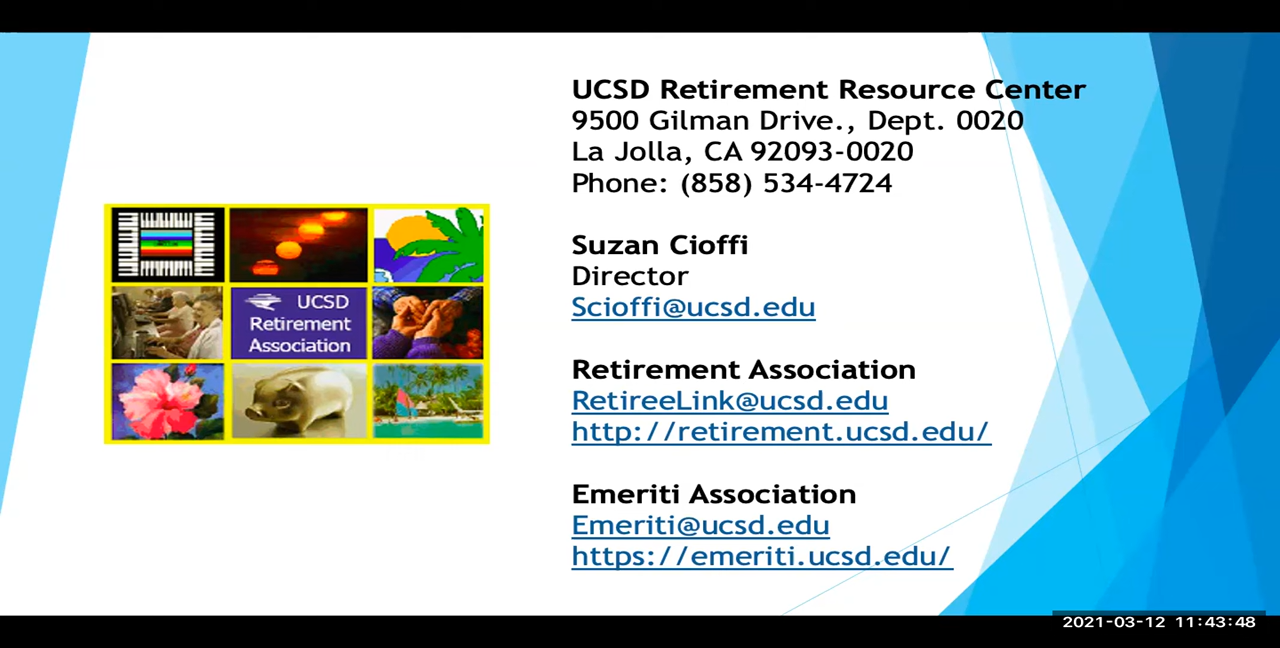 UCSD Retirement Resource Center
9500 Gilman Drive., Dept. 0020
La Jolla, CA 92093-0020
Phone: (858) 534-4724
Suzan Cioffi
Director
Scioffi@ucsd.edu
Retirement Association
RetireeLink@ucsd.edu
http://retirement.ucsd.edu/
Emeriti Association
Emeriti@ucsd.edu
https://emeriti.ucsd.edu/
UCSD
Retirement
Association
2021-03-12 11:43:48